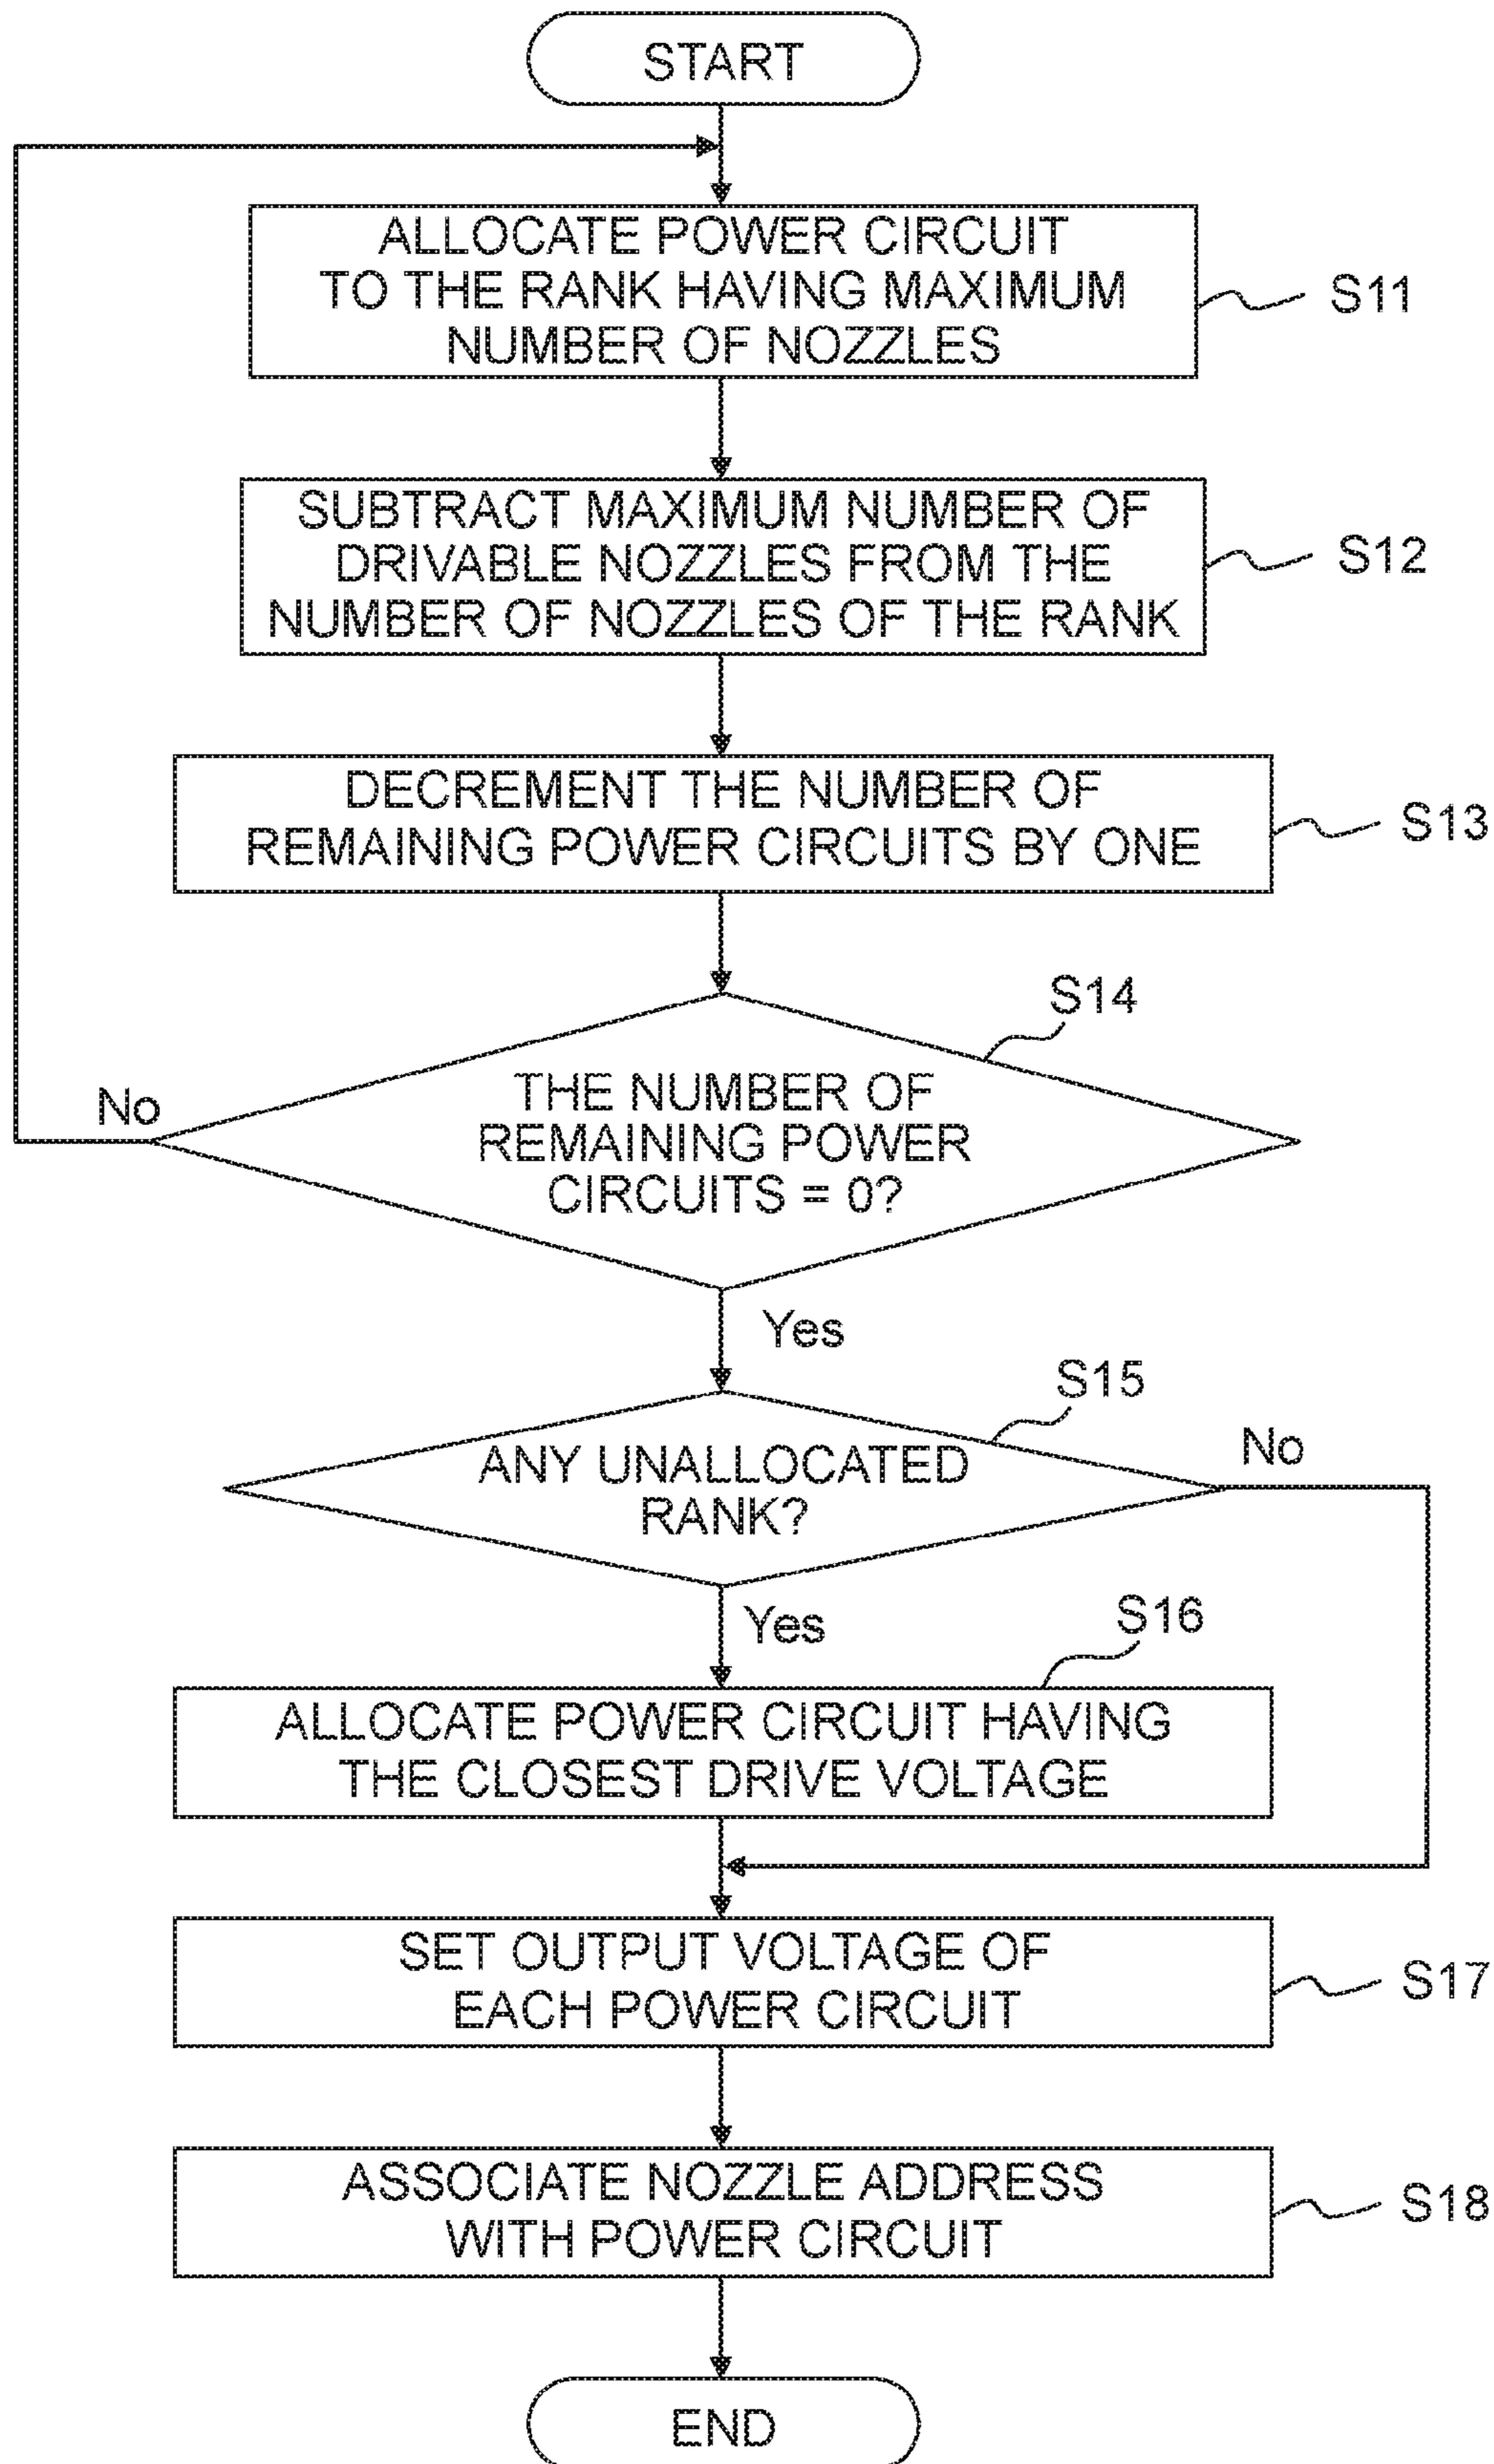 START
ALLOCATE POWER CIRCUIT
TO THE RANK HAVING MAXIMUM
NUMBER OF NOZZLES
S11
SUBTRACT MAXIMUM NUMBER OF
DRIVABLE NOZZLES FROM THE
NUMBER OF NOZZLES OF THE RANK
S12
DECREMENT THE NUMBER OF
REMAINING POWER CIRCUITS BY ONE
S13
S14
THE NUMBER OF
REMAINING POWER
CIRCUITS = 0?
No
Yes
S15
ANY UNALLOCATED
RANK?
No
Yes
S16
ALLOCATE POWER CIRCUIT HAVING
THE CLOSEST DRIVE VOLTAGE
SET OUTPUT VOLTAGE OF
EACH POWER CIRCUIT
S17
ASSOCIATE NOZZLE ADDRESS
WITH POWER CIRCUIT
S18
END